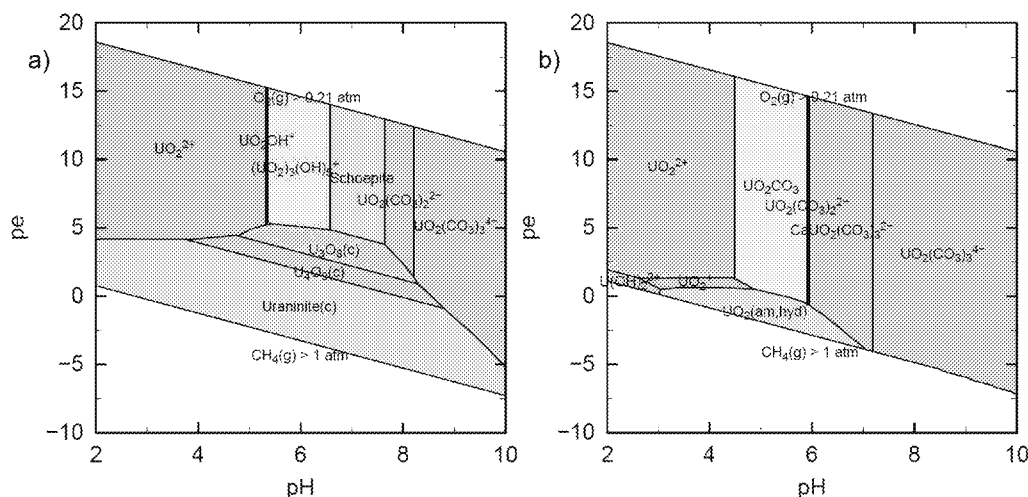 a)
20
15
10
5
0
−5
−10
pe
2
4
6
8
10
pH
O₂(g) > 0.21 atm
UO₂²⁺
UO₂OH⁺
(UO₂)₃(OH)₅⁺
Schoepite
UO₂(CO₃)₂²⁻
UO₂(CO₃)₃⁴⁻
U₃O₈(c)
Uraninite(c)
CH₄(g) > 1 atm
b)
20
15
10
5
0
−5
−10
pe
2
4
6
8
10
pH
O₂(g) > 0.21 atm
UO₂²⁺
UO₂CO₃
UO₂(CO₃)₂²⁻
CaUO₂(CO₃)₃²⁻
UO₂(CO₃)₃⁴⁻
UO₂⁺
UO₂(am,hyd)
CH₄(g) > 1 atm